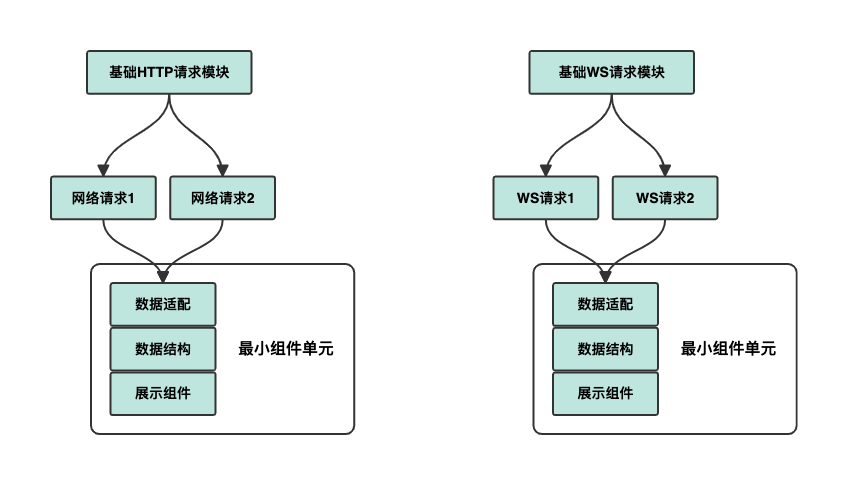 基础HTTP请求模块
网络请求1
网络请求2
数据适配
数据结构
展示组件
最小组件单元
基础WS请求模块
WS请求1
WS请求2
数据适配
数据结构
展示组件
最小组件单元